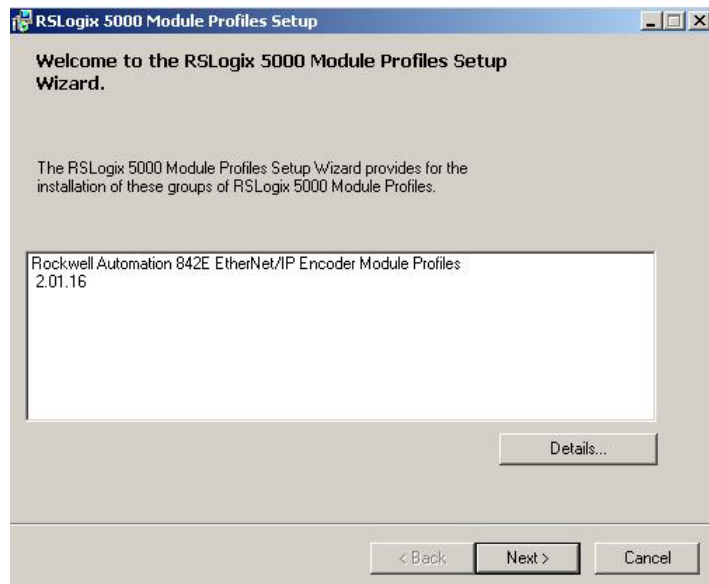 RSLogix 5000 Module Profiles Setup
Welcome to the RSLogix 5000 Module Profiles Setup
Wizard.
The RSLogix 5000 Module Profiles Setup Wizard provides for the
installation of these groups of RSLogix 5000 Module Profiles.
Rockwell Automation 842E EtherNet/IP Encoder Module Profiles
2.01.16
Details...
< Back
Next >
Cancel